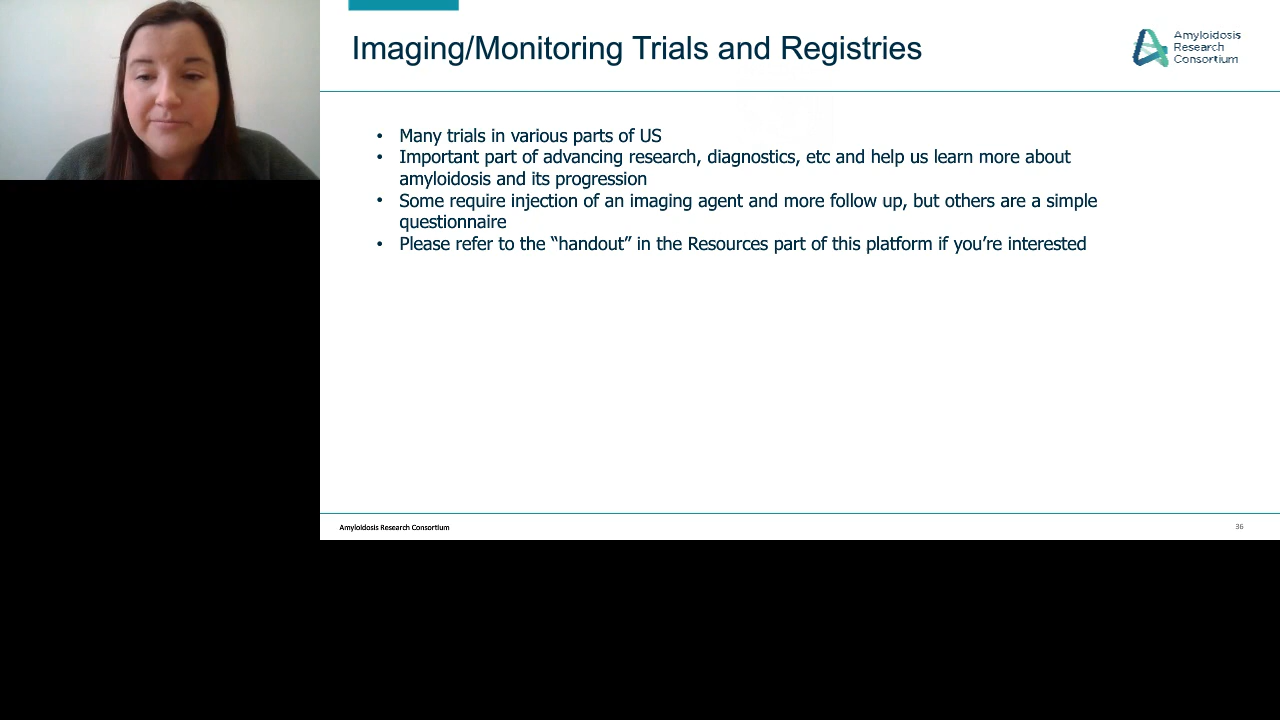 Imaging/Monitoring Trials and Registries
Amyloidosis
Research
Consortium
• Many trials in various parts of US
• Important part of advancing research, diagnostics, etc and help us learn more about
amyloidosis and its progression
• Some require injection of an imaging agent and more follow up, but others are a simple
questionnaire
• Please refer to the “handout” in the Resources part of this platform if you’re interested
Amyloidosis Research Consortium
36